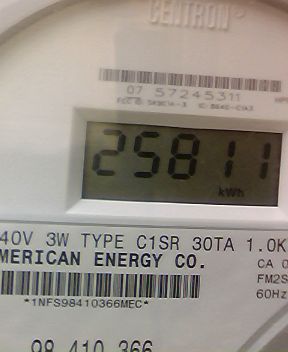 CENTRON®
07 57245311
25811
kWh
40V 3W TYPE C1SR 30TA 1.0K
MERICAN ENERGY CO.
CA 0
FM2S
60Hz
*1NFS98410366MEC*
98 410 366